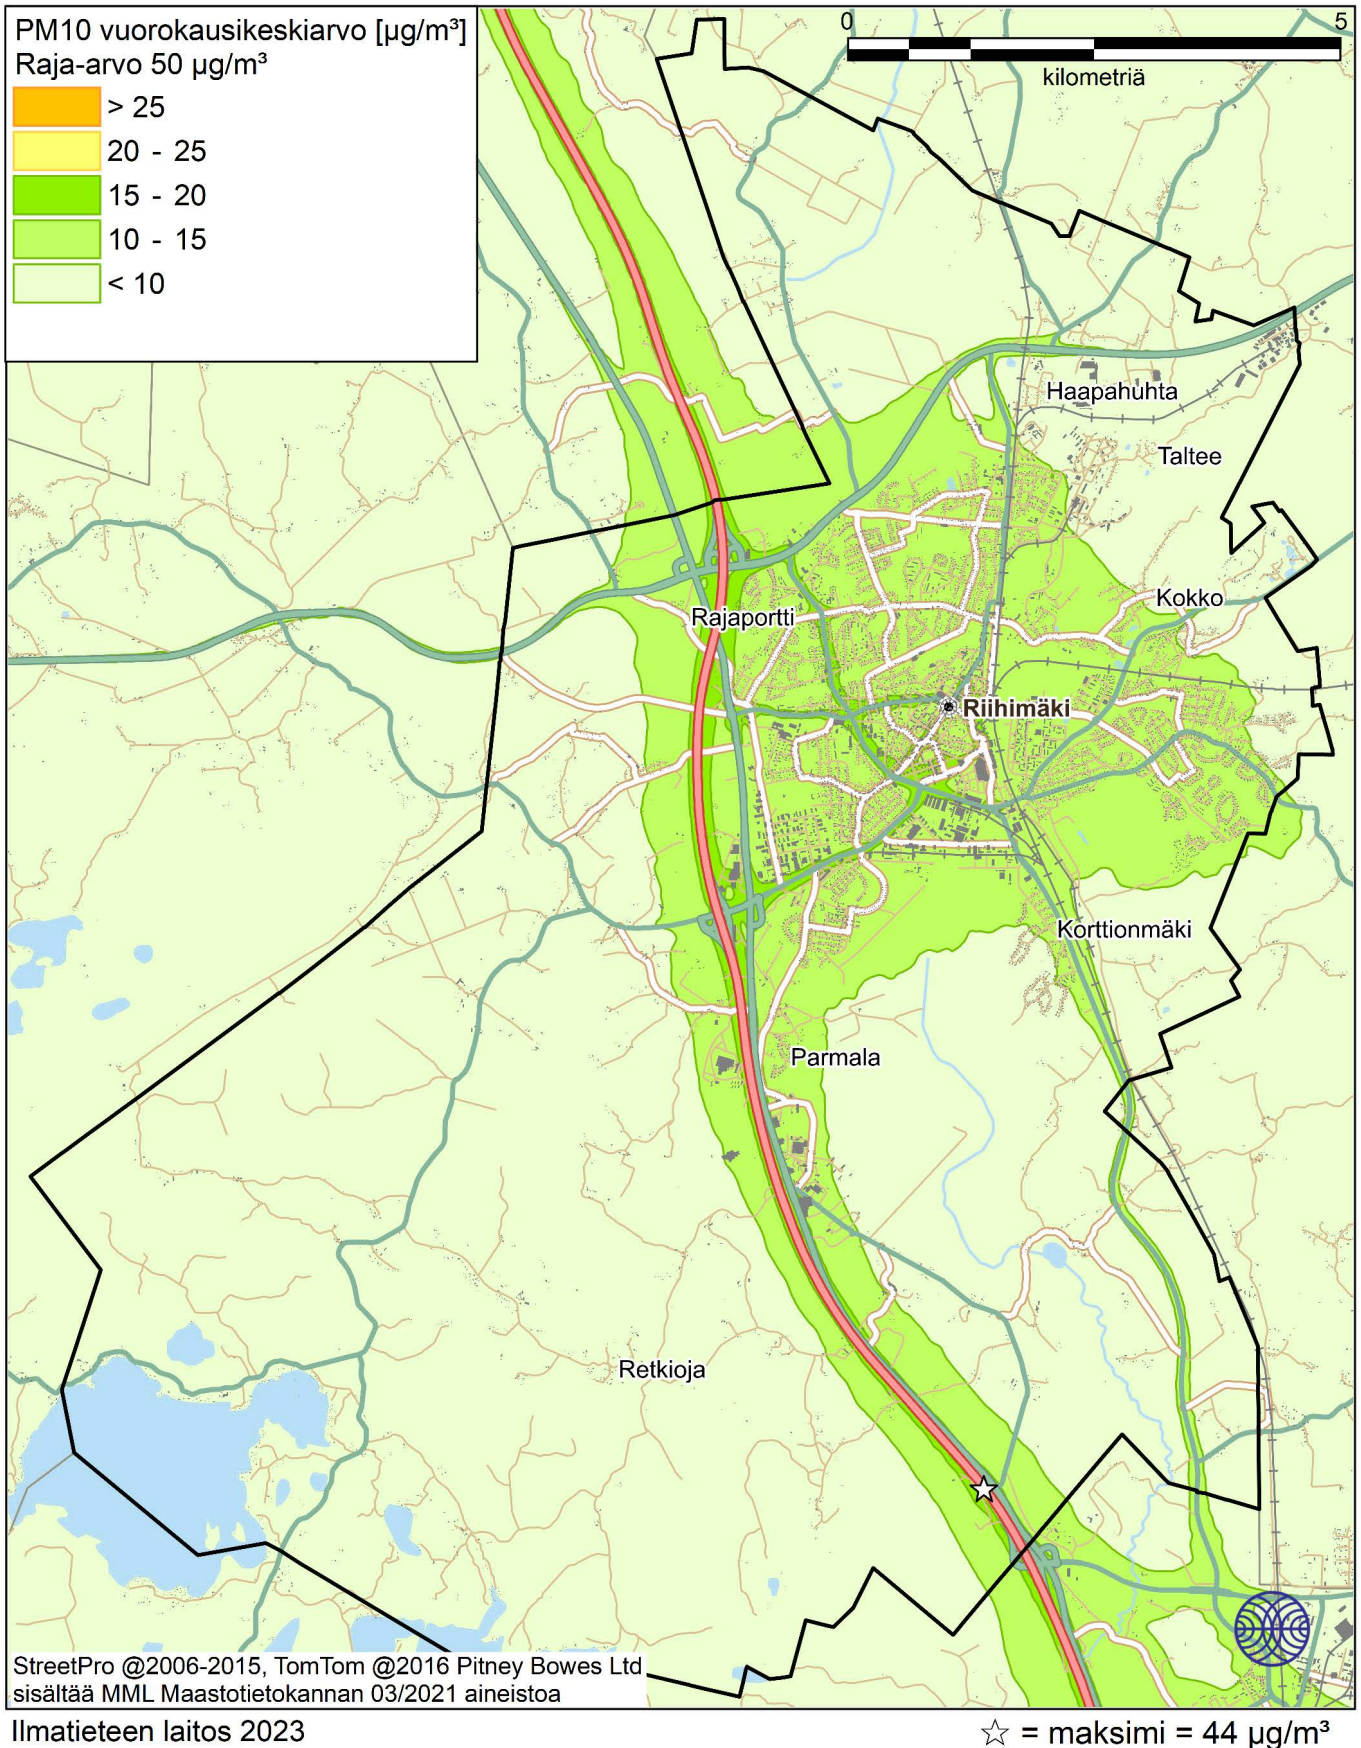 PM10 vuorokausikeskiarvo [µg/m³]
Raja-arvo 50 µg/m³
> 25
20 - 25
15 - 20
10 - 15
< 10
0 5
kilometriä
Haapahuhta
Taltee
Kokko
Rajaportti
Riihimäki
Korttionmäki
Parmala
Retkioja
StreetPro @2006-2015, TomTom @2016 Pitney Bowes Ltd
sisältää MML Maastotietokannan 03/2021 aineistoa
Ilmatieteen laitos 2023
☆ = maksimi = 44 µg/m³